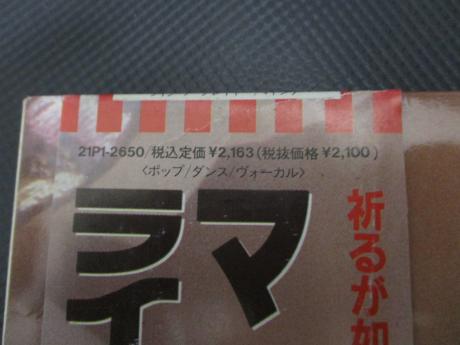 21P1-2650/税込定価¥2,163(税抜価格¥2,100)
〈ポップ/ダンス/ヴォーカル〉
祈るが如
マ
ライ